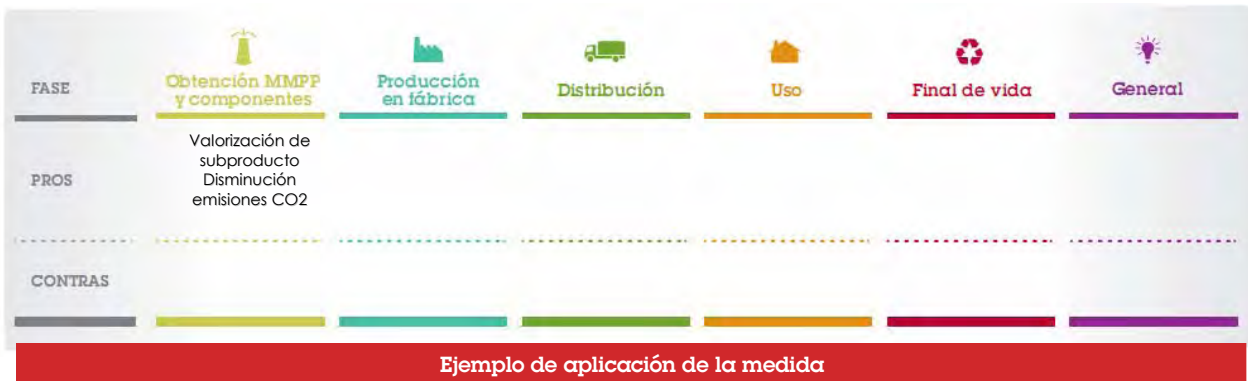 FASE
Obtención MMPP
y componentes
Producción
en fábrica
Distribución
Uso
Final de vida
General
PROS
Valorización de
subproducto
Disminución
emisiones CO2
CONTRAS
Ejemplo de aplicación de la medida